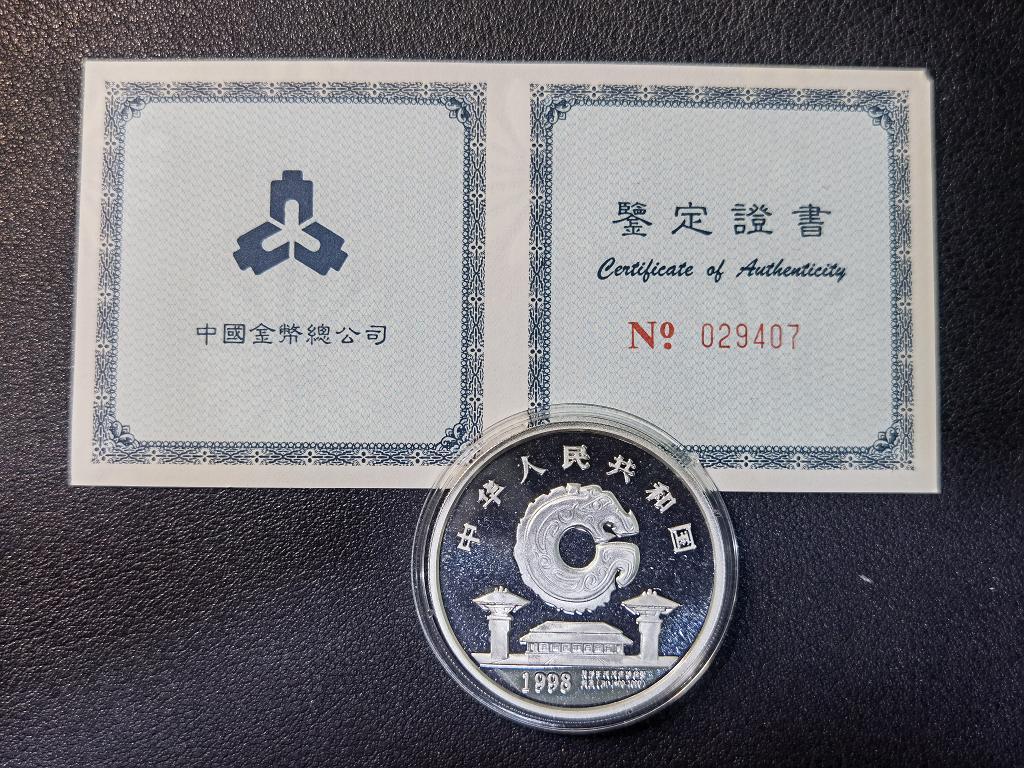 中國金幣總公司
鑒定證書
Certificate of Authenticity
Nº 029407
中华人民共和国
1998